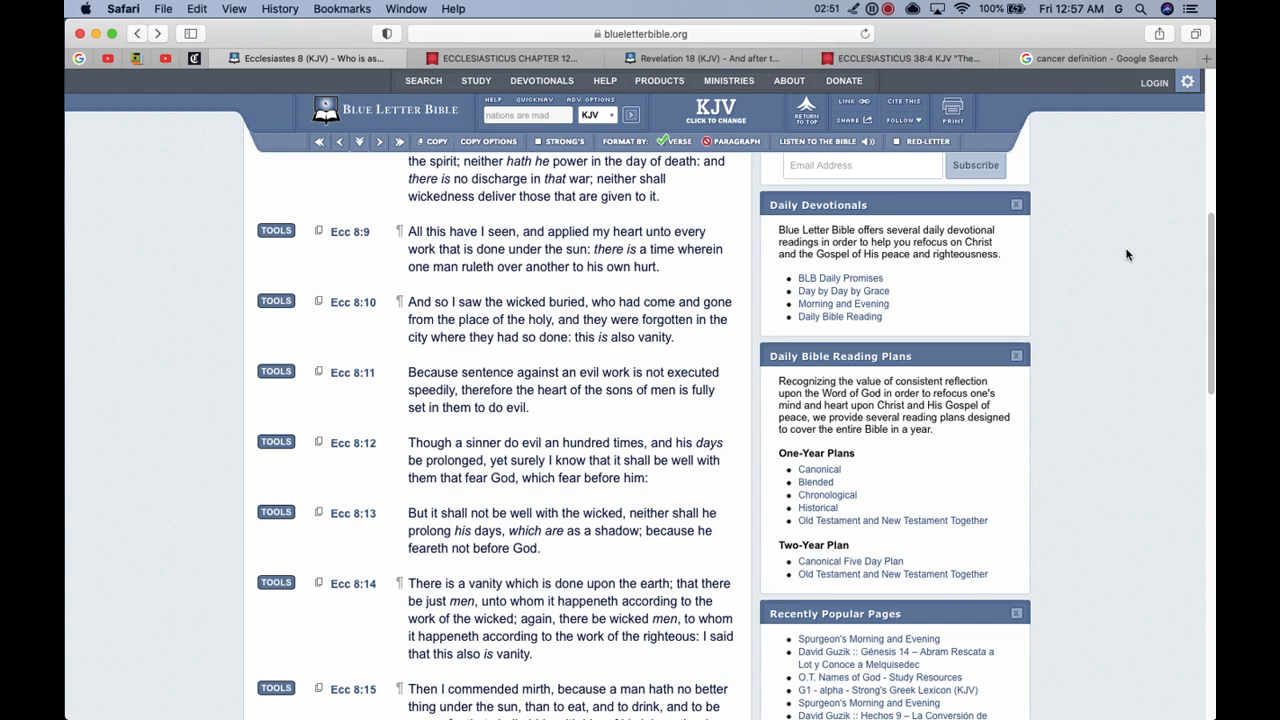 Safari File Edit View History Bookmarks Window Help 02:51 100% Fri 12:57 AM G
blueletterbible.org
Ecclesiastes 8 (KJV) - Who is as... ECCLESIASTICUS CHAPTER 12... Revelation 18 (KJV) - And after t... ECCLESIASTICUS 38:4 KJV "The... cancer definition - Google Search
SEARCH STUDY DEVOTIONALS HELP PRODUCTS MINISTRIES ABOUT DONATE LOGIN
BLUE LETTER BIBLE
HELP QUICKNAV ADV. OPTIONS
nations are mad KJV
KJV
CLICK TO CHANGE
RETURN TO TOP
LINK CITE THIS
SHARE FOLLOW
PRINT
COPY COPY OPTIONS STRONG'S FORMAT BY: VERSE PARAGRAPH LISTEN TO THE BIBLE RED-LETTER
the spirit; neither hath he power in the day of death: and
there is no discharge in that war; neither shall
wickedness deliver those that are given to it.
TOOLS Ecc 8:9 ¶ All this have I seen, and applied my heart unto every
work that is done under the sun: there is a time wherein
one man ruleth over another to his own hurt.
TOOLS Ecc 8:10 ¶ And so I saw the wicked buried, who had come and gone
from the place of the holy, and they were forgotten in the
city where they had so done: this is also vanity.
TOOLS Ecc 8:11 Because sentence against an evil work is not executed
speedily, therefore the heart of the sons of men is fully
set in them to do evil.
TOOLS Ecc 8:12 Though a sinner do evil an hundred times, and his days
be prolonged, yet surely I know that it shall be well with
them that fear God, which fear before him:
TOOLS Ecc 8:13 But it shall not be well with the wicked, neither shall he
prolong his days, which are as a shadow; because he
feareth not before God.
TOOLS Ecc 8:14 ¶ There is a vanity which is done upon the earth; that there
be just men, unto whom it happeneth according to the
work of the wicked; again, there be wicked men, to whom
it happeneth according to the work of the righteous: I said
that this also is vanity.
TOOLS Ecc 8:15 ¶ Then I commended mirth, because a man hath no better
thing under the sun, than to eat, and to drink, and to be
Email Address Subscribe
Daily Devotionals
Blue Letter Bible offers several daily devotional
readings in order to help you refocus on Christ
and the Gospel of His peace and righteousness.
BLB Daily Promises
Day by Day by Grace
Morning and Evening
Daily Bible Reading
Daily Bible Reading Plans
Recognizing the value of consistent reflection
upon the Word of God in order to refocus one's
mind and heart upon Christ and His Gospel of
peace, we provide several reading plans designed
to cover the entire Bible in a year.
One-Year Plans
Canonical
Blended
Chronological
Historical
Old Testament and New Testament Together
Two-Year Plan
Canonical Five Day Plan
Old Testament and New Testament Together
Recently Popular Pages
Spurgeon's Morning and Evening
David Guzik :: Génesis 14 – Abram Rescata a
Lot y Conoce a Melquisedec
O.T. Names of God - Study Resources
G1 - alpha - Strong's Greek Lexicon (KJV)
Spurgeon's Morning and Evening
David Guzik :: Hechos 9 – La Conversión de